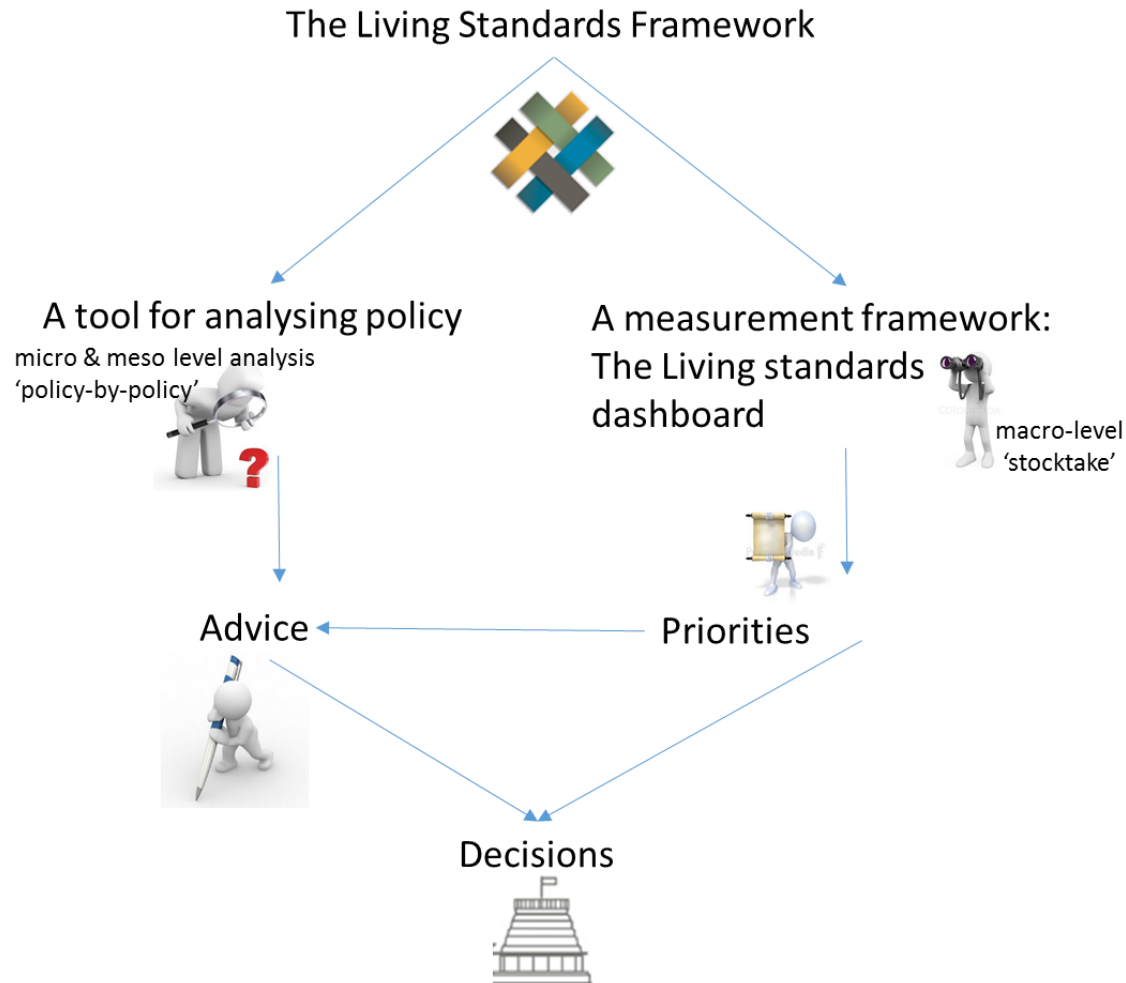 The Living Standards Framework
A tool for analysing policy
micro & meso level analysis
‘policy-by-policy’
?
A measurement framework:
The Living standards
dashboard
macro-level
‘stocktake’
Advice
Priorities
Decisions